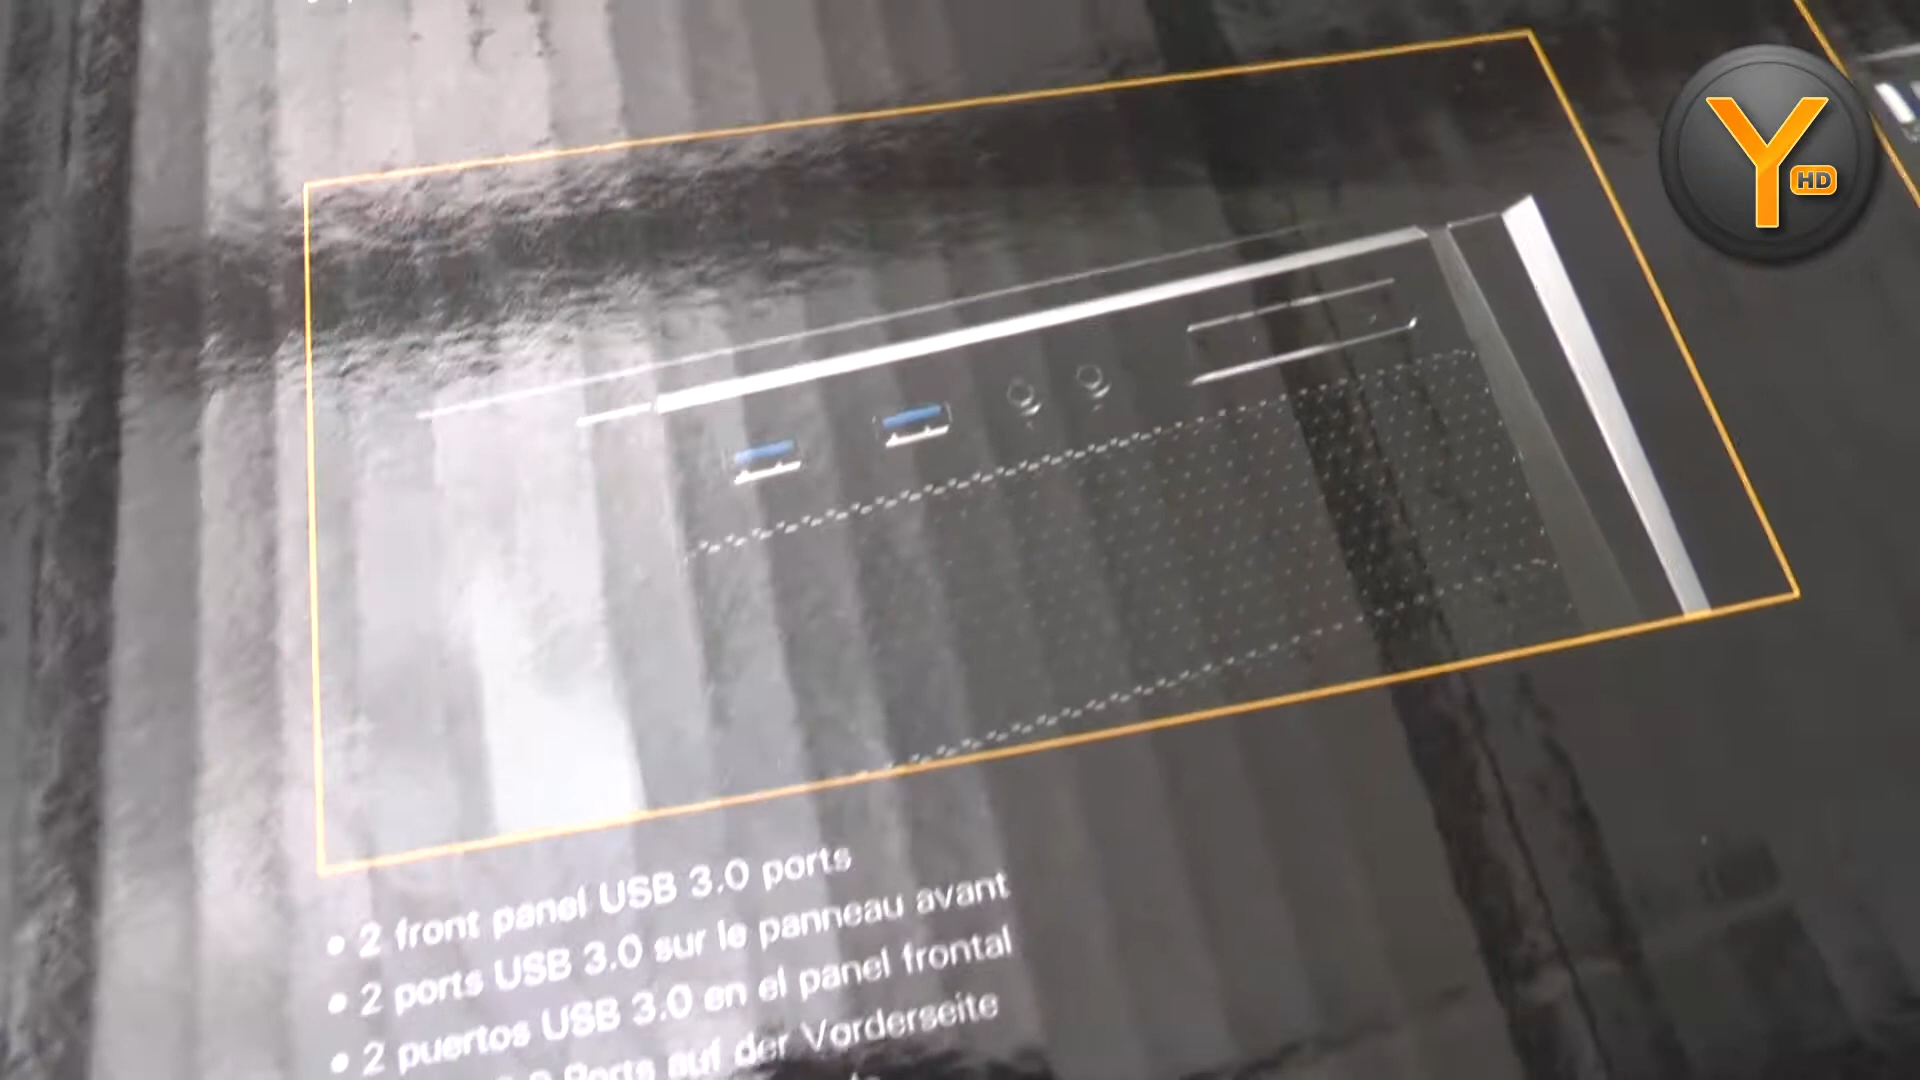 Y HD
• 2 front panel USB 3.0 ports
• 2 ports USB 3.0 sur le panneau avant
• 2 puertos USB 3.0 en el panel frontal
Ports auf der Vorderseite